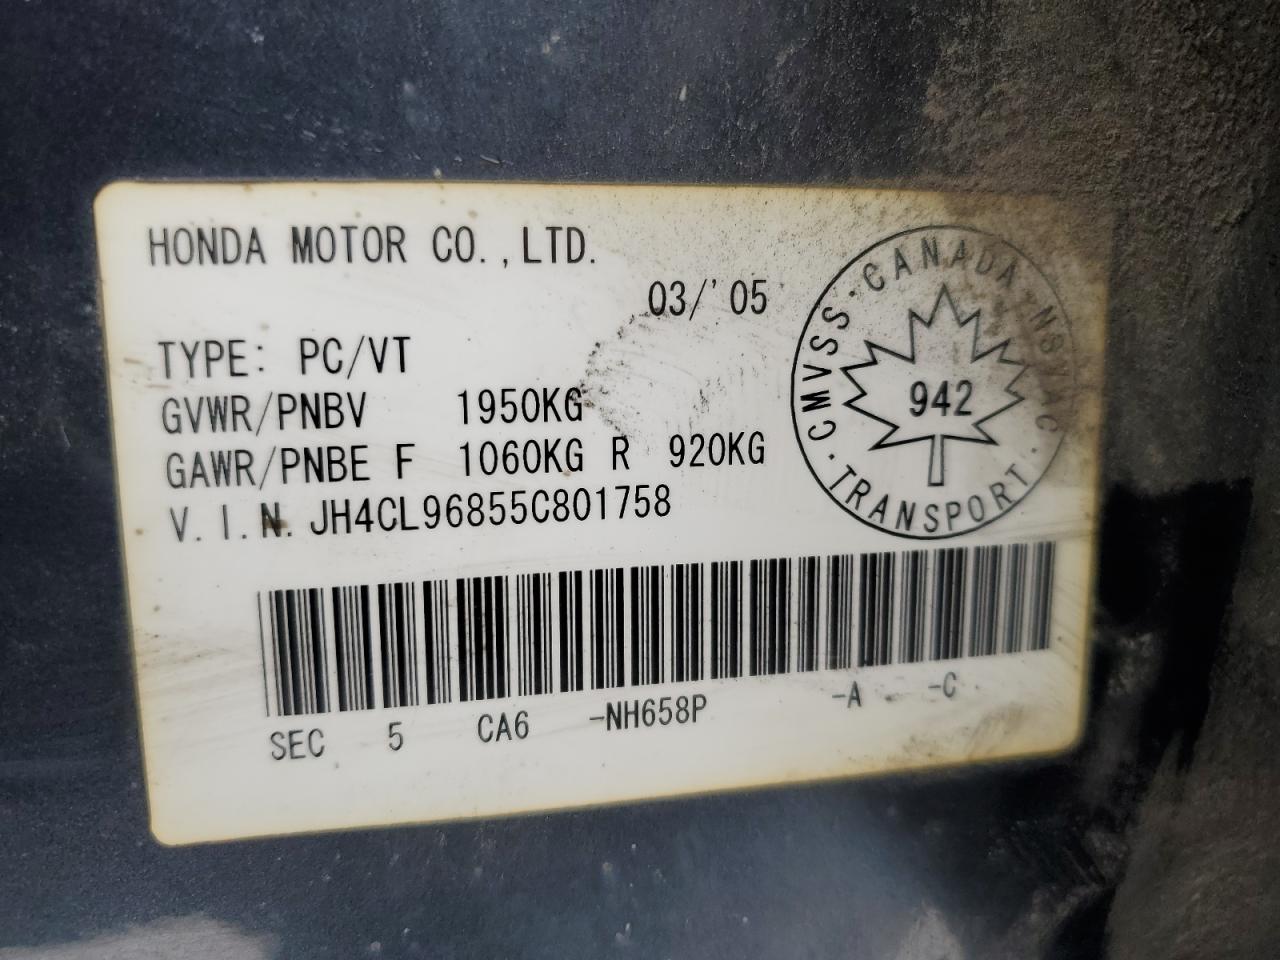 HONDA MOTOR CO.,LTD.
03/'05
TYPE: PC/VT
GVWR/PNBV 1950KG
GAWR/PNBE F 1060KG R 920KG
V.I.N. JH4CL96855C801758
CANADA · NSVAC · TRANSPORT · CMVSS ·
942
SEC 5 CA6 -NH658P -A -C